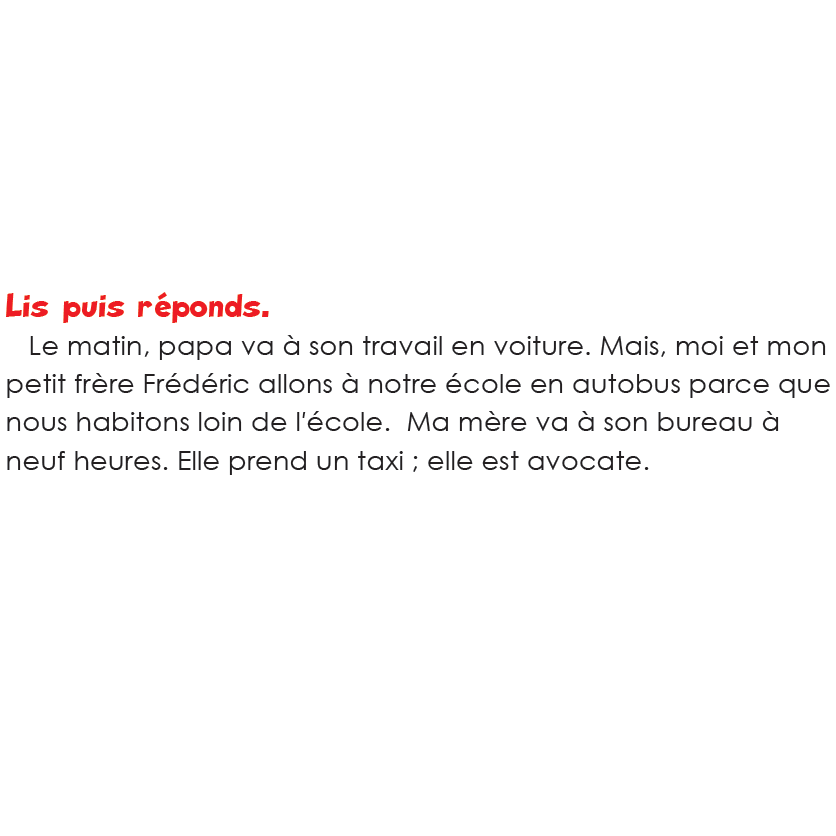 Lis puis réponds.
Le matin, papa va à son travail en voiture. Mais, moi et mon
petit frère Frédéric allons à notre école en autobus parce que
nous habitons loin de l'école.  Ma mère va à son bureau à
neuf heures. Elle prend un taxi ; elle est avocate.